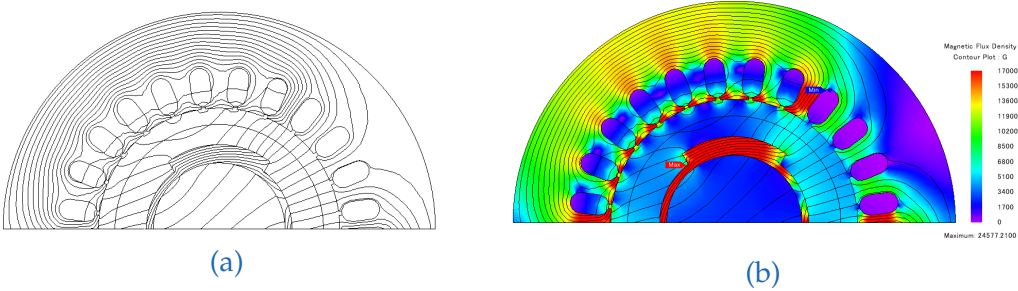 Magnetic Flux Density
Contour Plot : G
17000
15300
13600
11900
10200
8500
6800
5100
3400
1700
0
Maximum: 24577.2100
Min
Max
(a)
(b)